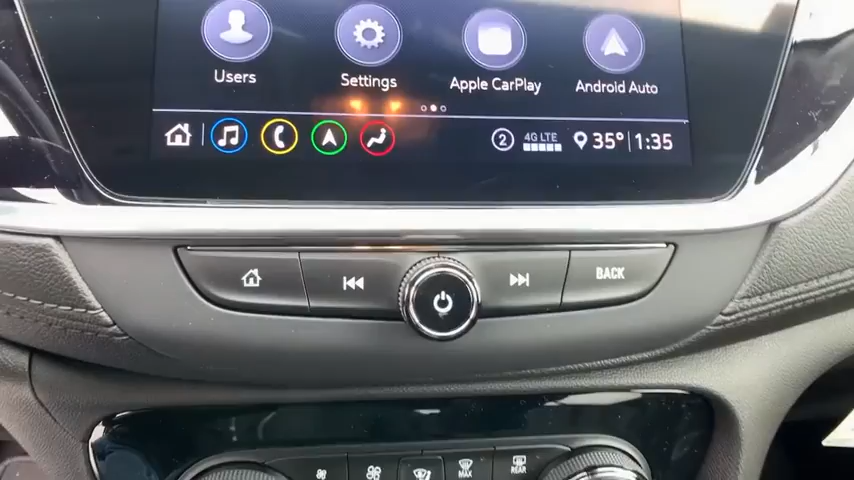 Users
Settings
Apple CarPlay
Android Auto
2
4G LTE
35° 1:35
BACK
MAX
REAR